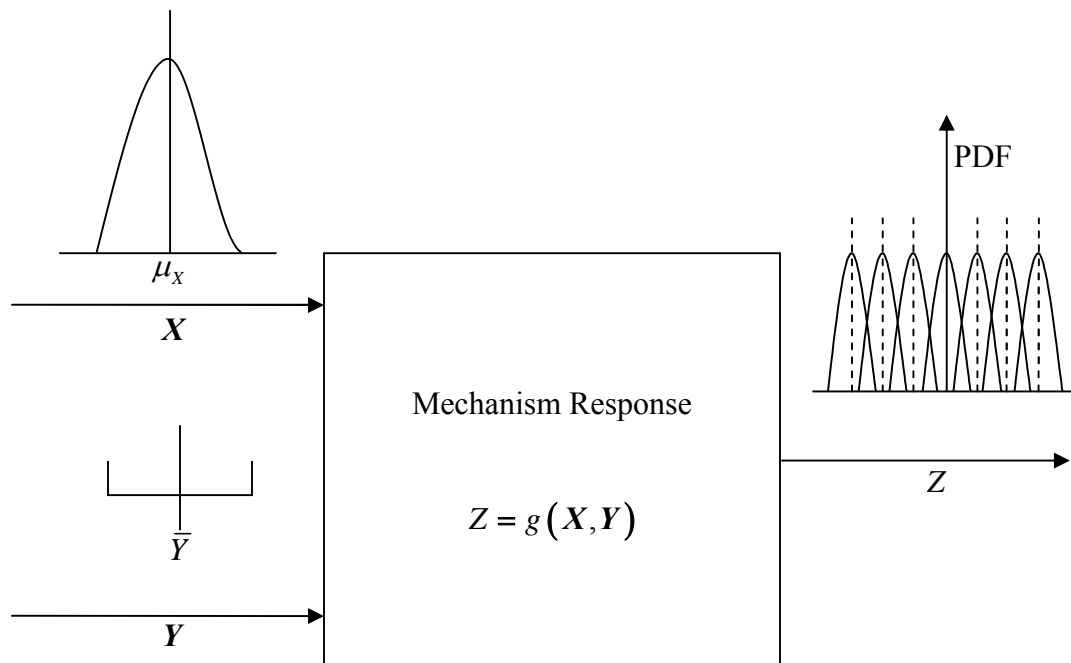 μ_X
X
Ȳ
Y
Mechanism Response
Z = g(X, Y)
PDF
Z